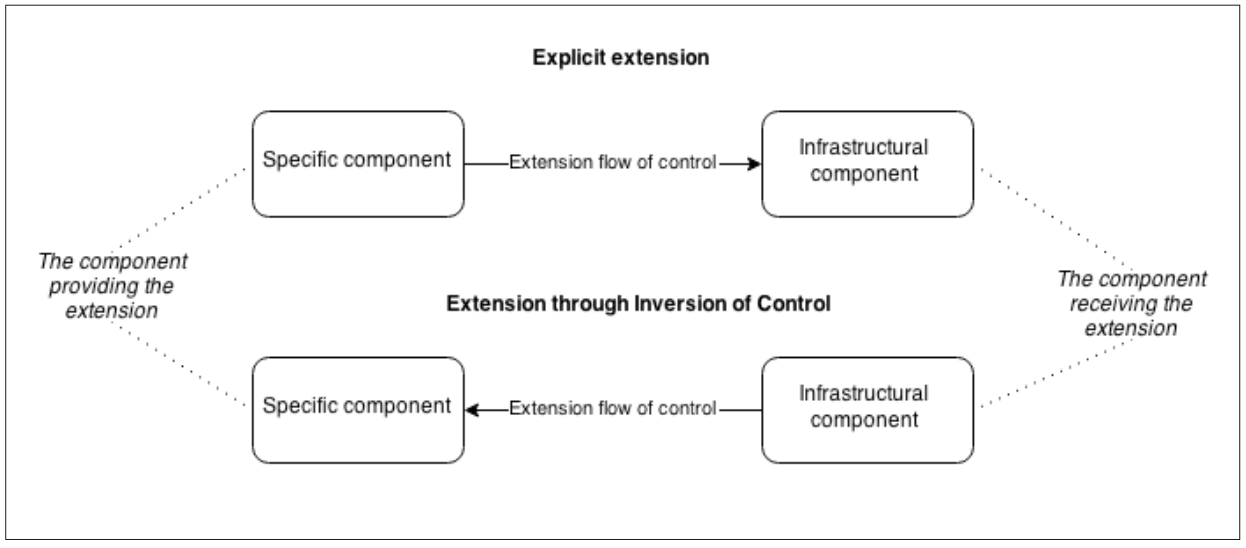 Explicit extension
Specific component
Extension flow of control
Infrastructural
component
The component
providing the
extension
The component
receiving the
extension
Extension through Inversion of Control
Specific component
Extension flow of control
Infrastructural
component